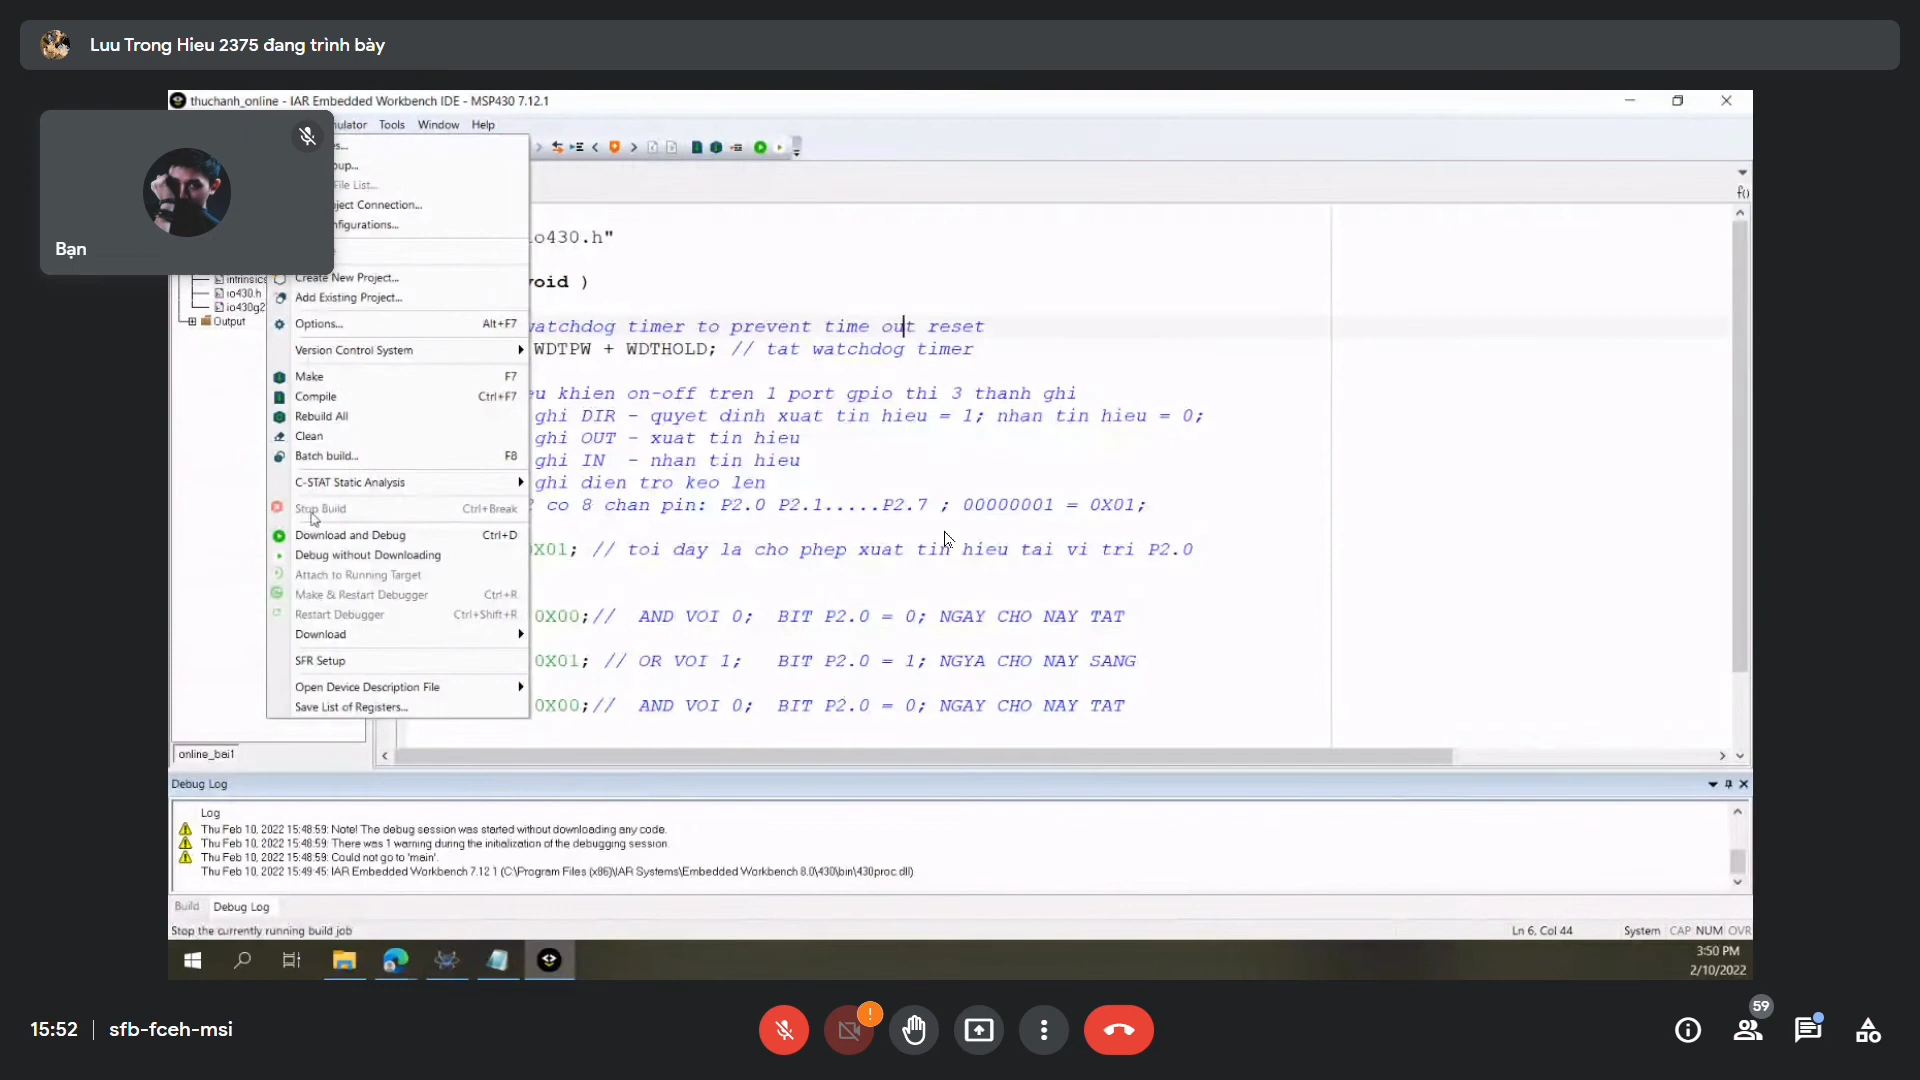 Luu Trong Hieu 2375 đang trình bày
thuchanh_online - IAR Embedded Workbench IDE - MSP430 7.12.1
Tools Window Help
Bạn
File List...
Create New Project...
Add Existing Project...
Options... Alt+F7
Version Control System
Make F7
Compile Ctrl+F7
Rebuild All
Clean
Batch build... F8
C-STAT Static Analysis
Stop Build Ctrl+Break
Download and Debug Ctrl+D
Debug without Downloading
Attach to Running Target
Make & Restart Debugger Ctrl+R
Restart Debugger Ctrl+Shift+R
Download
SFR Setup
Open Device Description File
Save List of Registers...
intrinsics
io430.h
io430g2
Output
online_bai1
io430.h"
void )
watchdog timer to prevent time out reset
WDTPW + WDTHOLD; // tat watchdog timer
khien on-off tren 1 port gpio thi 3 thanh ghi
ghi DIR - quyet dinh xuat tin hieu = 1; nhan tin hieu = 0;
ghi OUT - xuat tin hieu
ghi IN  - nhan tin hieu
ghi dien tro keo len
co 8 chan pin: P2.0 P2.1.....P2.7 ; 00000001 = 0X01;
X01; // toi day la cho phep xuat tin hieu tai vi tri P2.0
0X00;//  AND VOI 0;  BIT P2.0 = 0; NGAY CHO NAY TAT
0X01; // OR VOI 1;  BIT P2.0 = 1; NGYA CHO NAY SANG
0X00;//  AND VOI 0;  BIT P2.0 = 0; NGAY CHO NAY TAT
Debug Log
Log
Thu Feb 10, 2022 15:48:59: Note! The debug session was started without downloading any code.
Thu Feb 10, 2022 15:48:59: There was 1 warning during the initialization of the debugging session.
Thu Feb 10, 2022 15:48:59: Could not go to 'main'.
Thu Feb 10, 2022 15:49:45: IAR Embedded Workbench 7.12.1 (C:\Program Files (x86)\IAR Systems\Embedded Workbench 8.0\430\bin\430proc.dll)
Build Debug Log
Stop the currently running build job
Ln 6, Col 44 System CAP NUM OVR
3:50 PM
2/10/2022
15:52 sfb-fceh-msi
59